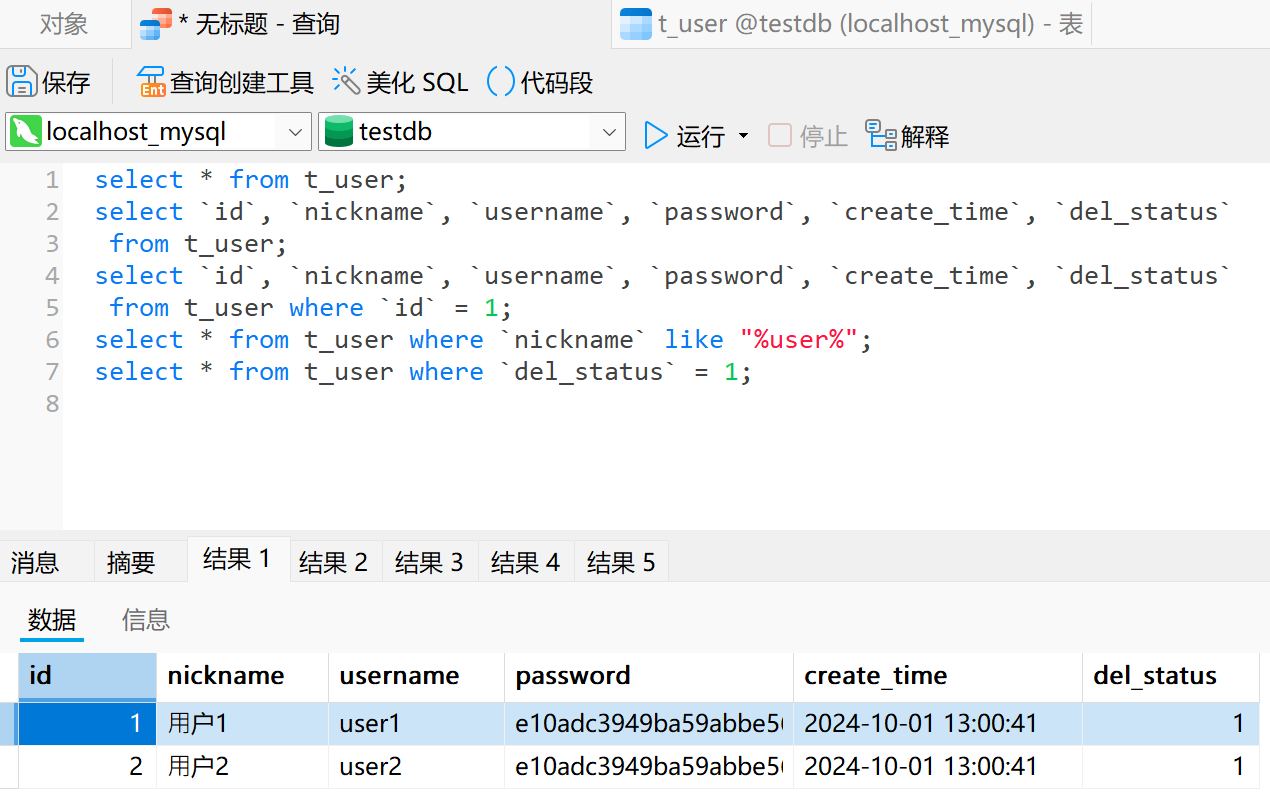 对象
* 无标题 - 查询
t_user @testdb (localhost_mysql) - 表
保存
Ent
查询创建工具
美化 SQL
()
代码段
localhost_mysql
testdb
运行
停止
解释
1 select * from t_user;
2 select `id`, `nickname`, `username`, `password`, `create_time`, `del_status`
3 from t_user;
4 select `id`, `nickname`, `username`, `password`, `create_time`, `del_status`
5 from t_user where `id` = 1;
6 select * from t_user where `nickname` like "%user%";
7 select * from t_user where `del_status` = 1;
8
消息 摘要 结果 1 结果 2 结果 3 结果 4 结果 5
数据 信息
id nickname username password create_time del_status
1 用户1 user1 e10adc3949ba59abbe5 2024-10-01 13:00:41 1
2 用户2 user2 e10adc3949ba59abbe5 2024-10-01 13:00:41 1